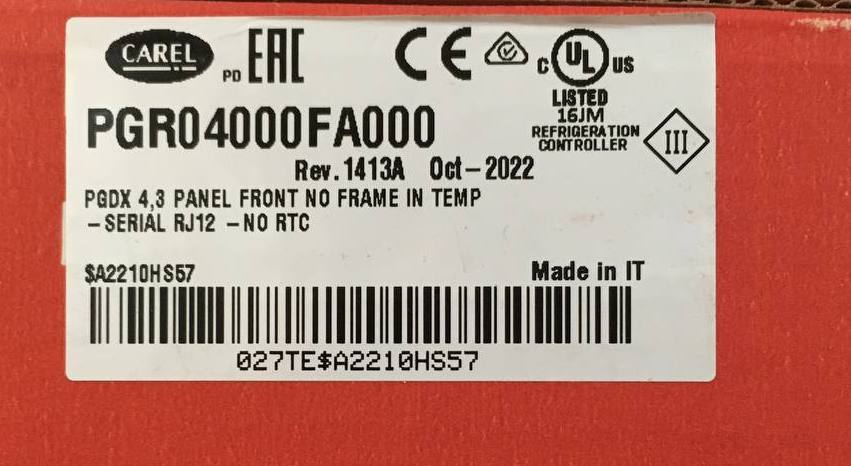 CAREL PD EAC CE C UL US
LISTED
16JM
REFRIGERATION
CONTROLLER
III
PGR04000FA000
Rev.1413A Oct-2022
PGDX 4,3 PANEL FRONT NO FRAME IN TEMP
-SERIAL RJ12 -NO RTC
$A2210HS57
Made in IT
027TE$A2210HS57